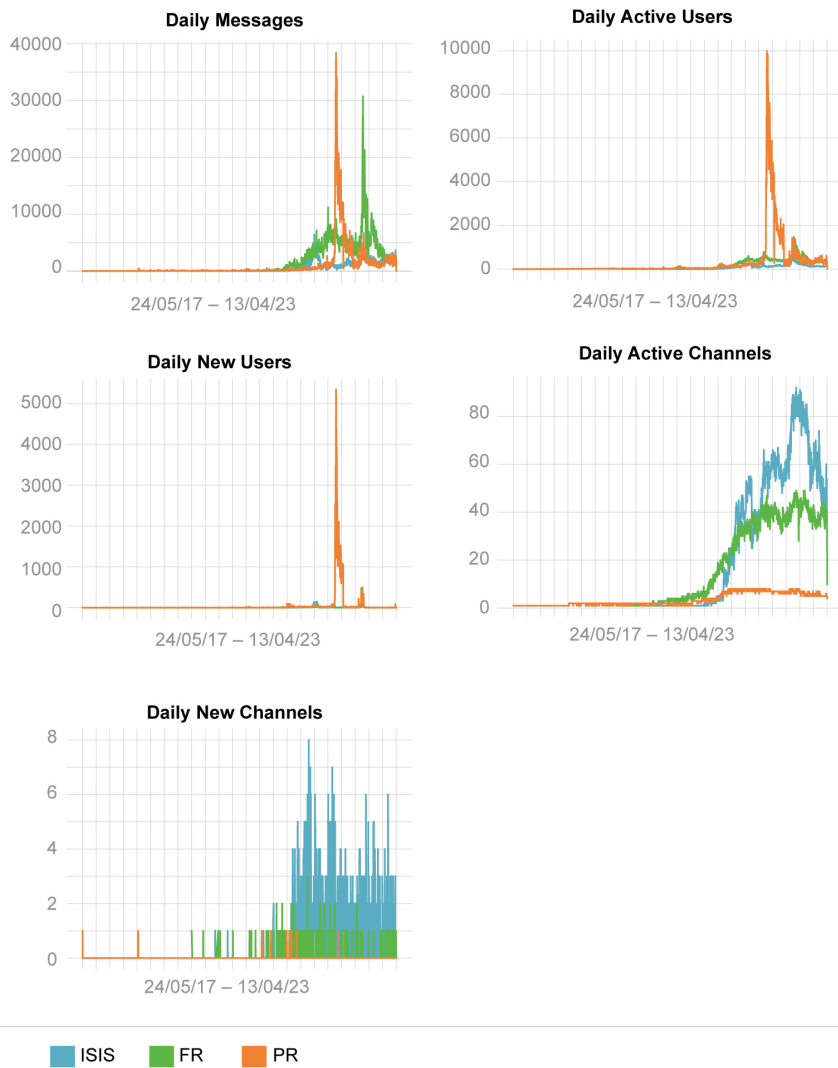 Daily Messages
40000
30000
20000
10000
0
24/05/17 – 13/04/23
Daily Active Users
10000
8000
6000
4000
2000
0
24/05/17 – 13/04/23
Daily New Users
5000
4000
3000
2000
1000
0
24/05/17 – 13/04/23
Daily Active Channels
80
60
40
20
0
24/05/17 – 13/04/23
Daily New Channels
8
6
4
2
0
24/05/17 – 13/04/23
ISIS FR PR